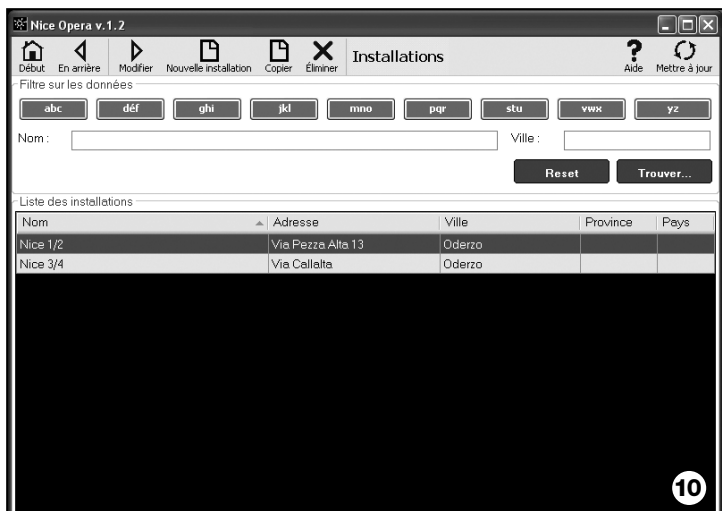 Nice Opera v.1.2
Début En arrière Modifier Nouvelle installation Copier Éliminer Installations Aide Mettre à jour
Filtre sur les données
abc déf ghi jkl mno pqr stu vwx yz
Nom : Ville :
Reset Trouver...
Liste des installations
Nom Adresse Ville Province Pays
Nice 1/2 Via Pezza Alta 13 Oderzo
Nice 3/4 Via Callalta Oderzo
10